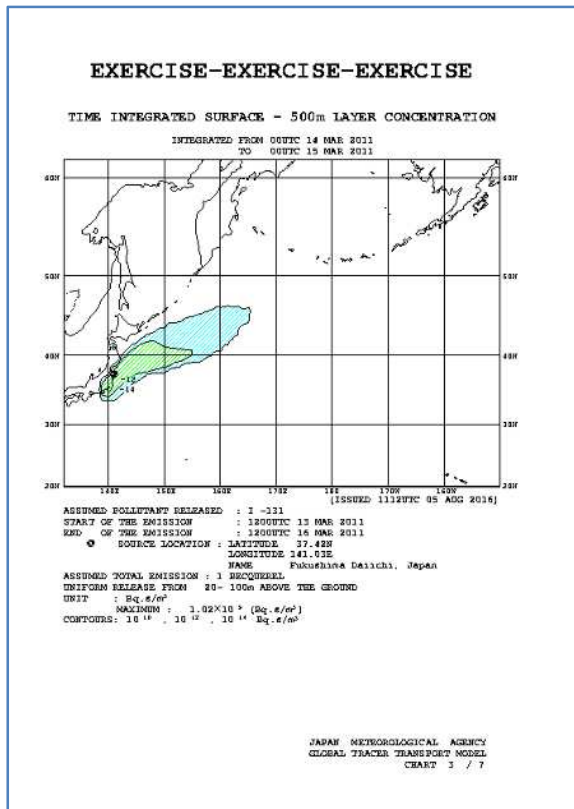 EXERCISE-EXERCISE-EXERCISE
TIME INTEGRATED SURFACE - 500m LAYER CONCENTRATION
INTEGRATED FROM 00UTC 14 MAR 2011
TO 00UTC 15 MAR 2011
60N 60N
50N 50N
40N 40N
-12
-14
30N 30N
20N 20N
140E 150E 160E 170E 180 170W 160W
[ISSUED 1112UTC 05 AUG 2016]
ASSUMED POLLUTANT RELEASED : I -131
START OF THE EMISSION : 1200UTC 13 MAR 2011
END OF THE EMISSION : 1200UTC 16 MAR 2011
SOURCE LOCATION : LATITUDE 37.42N
LONGITUDE 141.03E
NAME Fukushima Daiichi, Japan
ASSUMED TOTAL EMISSION : 1 BECQUEREL
UNIFORM RELEASE FROM 20- 100m ABOVE THE GROUND
UNIT : Bq.s/m³
MAXIMUM : 1.02×10 [Bq.s/m³]
CONTOURS: 10 , 10 , 10 Bq.s/m³
JAPAN METEOROLOGICAL AGENCY
GLOBAL TRACER TRANSPORT MODEL
CHART 3 / 7